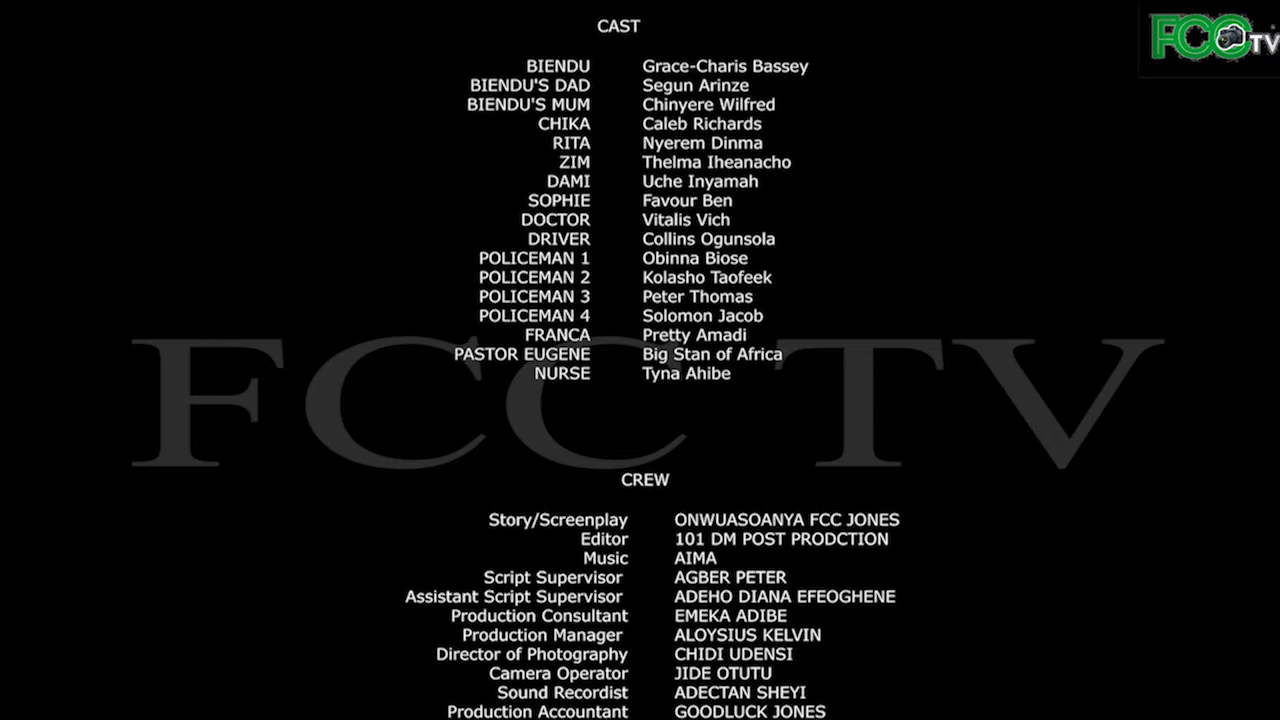 FCC TV
CAST
BIENDU Grace-Charis Bassey
BIENDU'S DAD Segun Arinze
BIENDU'S MUM Chinyere Wilfred
CHIKA Caleb Richards
RITA Nyerem Dinma
ZIM Thelma Iheanacho
DAMI Uche Inyamah
SOPHIE Favour Ben
DOCTOR Vitalis Vich
DRIVER Collins Ogunsola
POLICEMAN 1 Obinna Biose
POLICEMAN 2 Kolasho Taofeek
POLICEMAN 3 Peter Thomas
POLICEMAN 4 Solomon Jacob
FRANCA Pretty Amadi
PASTOR EUGENE Big Stan of Africa
NURSE Tyna Ahibe
FCC TV
CREW
Story/Screenplay ONWUASOANYA FCC JONES
Editor 101 DM POST PRODCTION
Music AIMA
Script Supervisor AGBER PETER
Assistant Script Supervisor ADEHO DIANA EFEOGHENE
Production Consultant EMEKA ADIBE
Production Manager ALOYSIUS KELVIN
Director of Photography CHIDI UDENSI
Camera Operator JIDE OTUTU
Sound Recordist ADECTAN SHEYI
Production Accountant GOODLUCK JONES